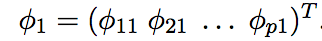 ϕ₁ = (ϕ₁₁ ϕ₂₁ … ϕₚ₁)ᵀ.